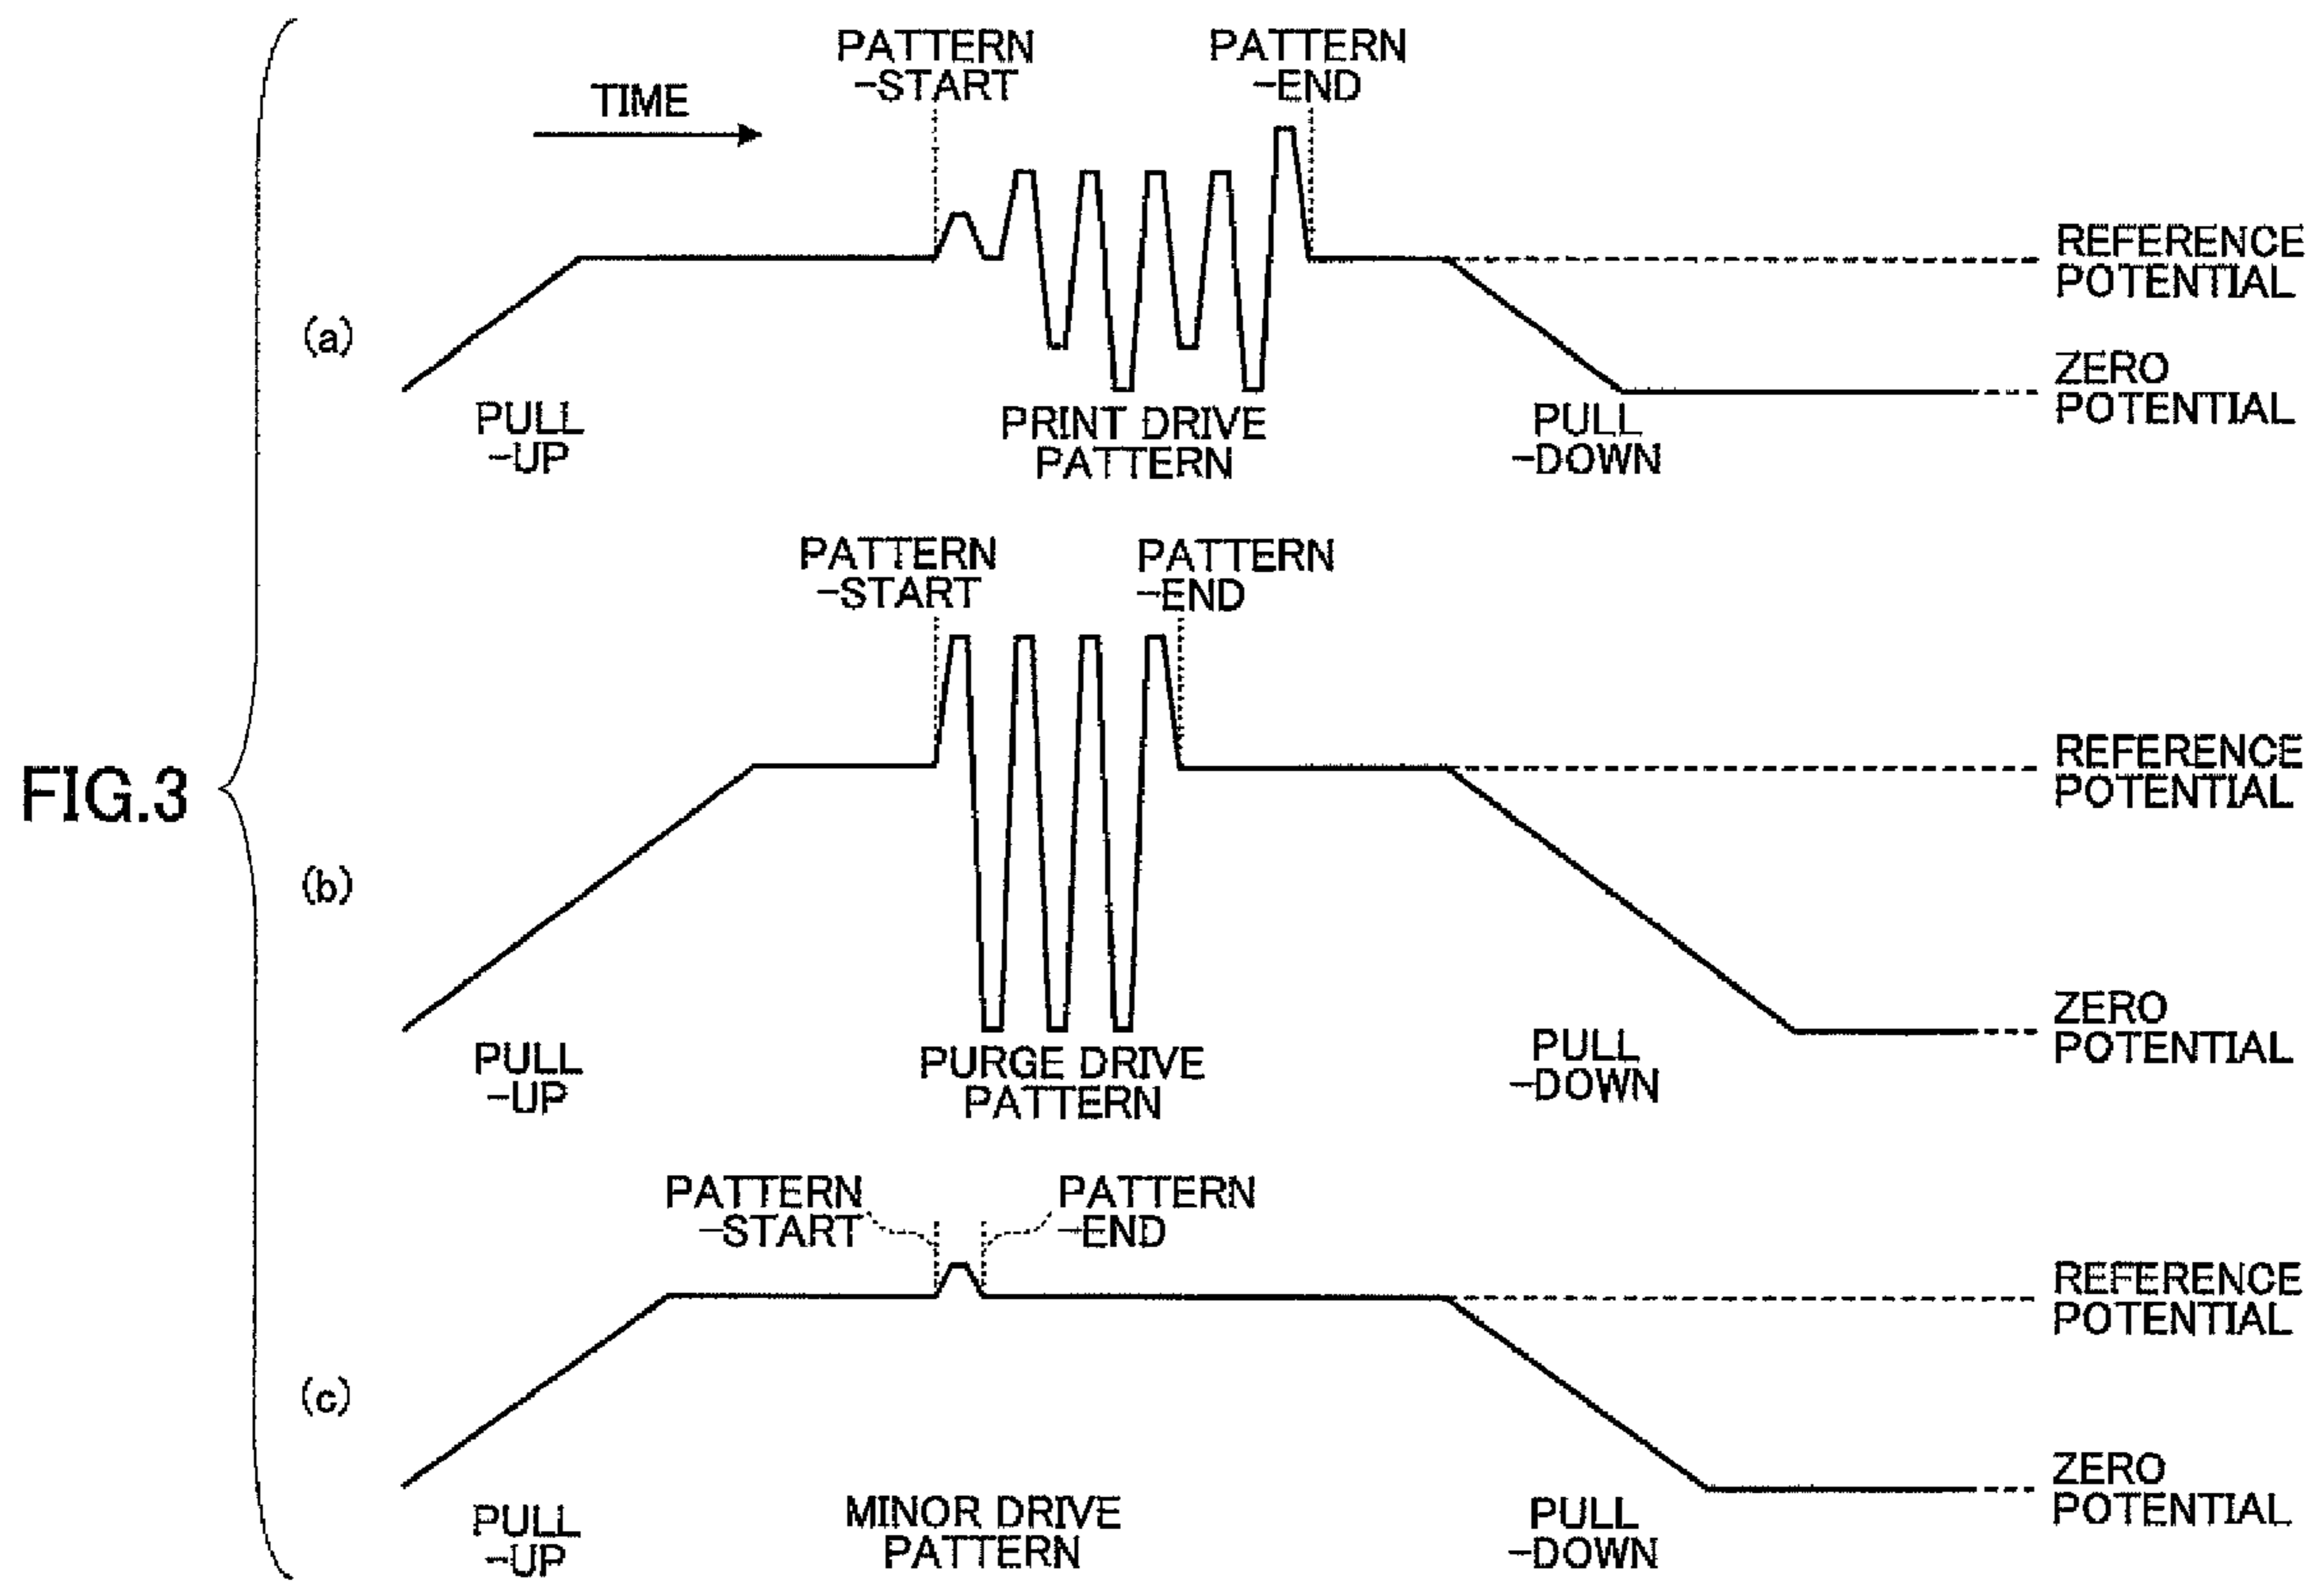 PATTERN
-START
PATTERN
-END
TIME
REFERENCE
POTENTIAL
(a)
ZERO
POTENTIAL
PULL
-UP
PRINT DRIVE
PATTERN
PULL
-DOWN
PATTERN
-START
PATTERN
-END
FIG.3
REFERENCE
POTENTIAL
(b)
ZERO
POTENTIAL
PULL
-UP
PURGE DRIVE
PATTERN
PULL
-DOWN
PATTERN
-START
PATTERN
-END
REFERENCE
POTENTIAL
(c)
ZERO
POTENTIAL
PULL
-UP
MINOR DRIVE
PATTERN
PULL
-DOWN